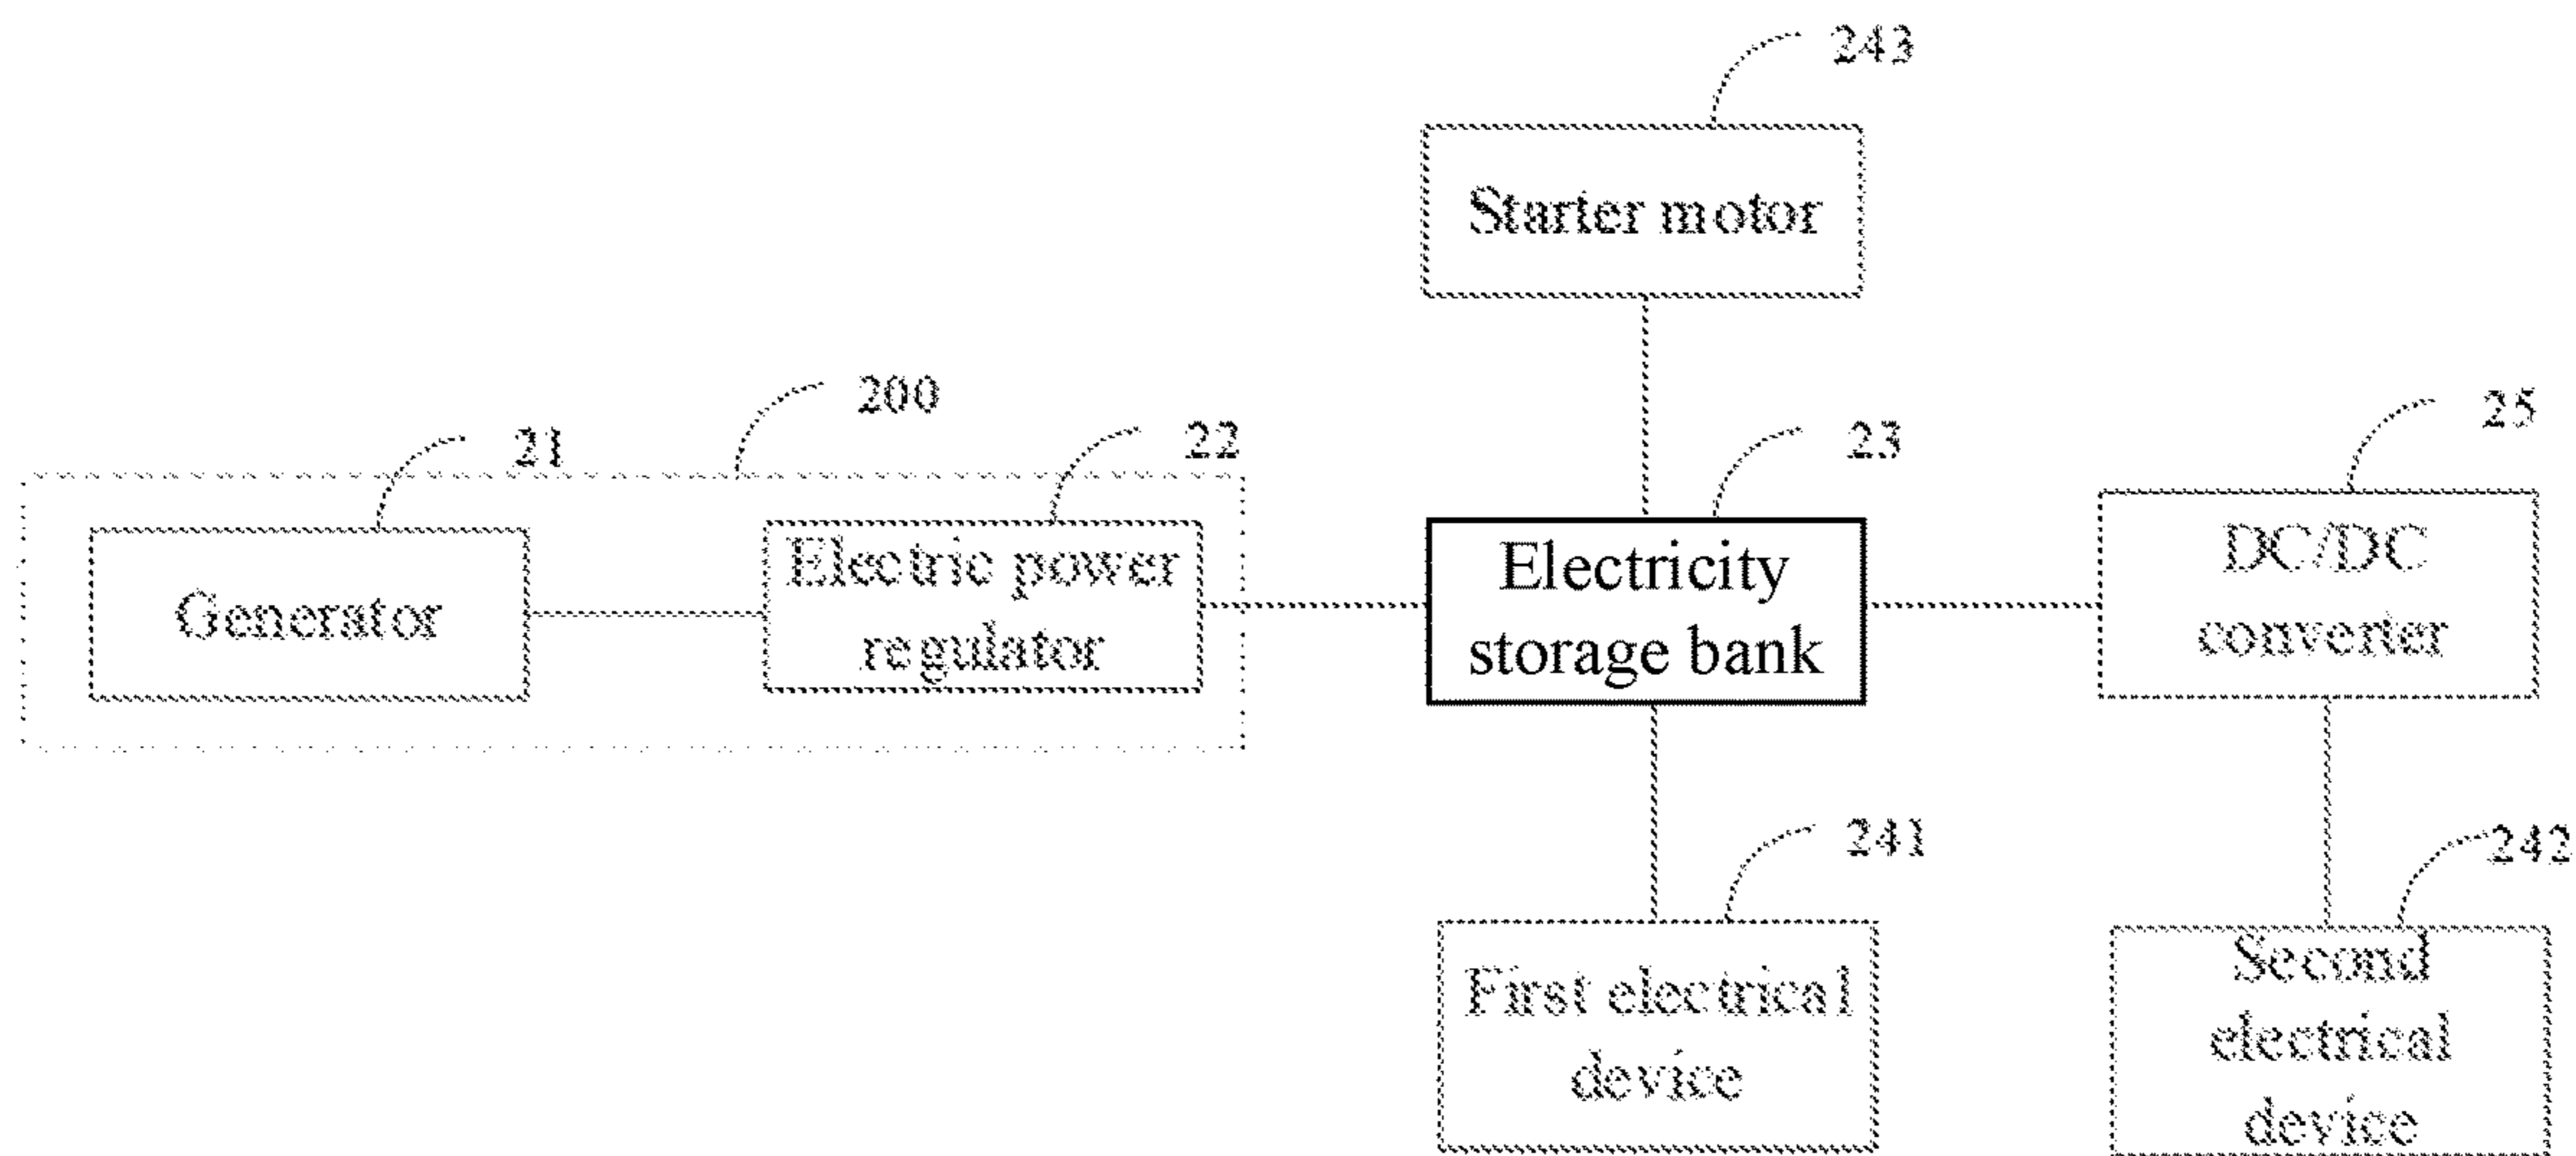 243
Starter motor
200
21
22
23
25
Generator
Electric power
regulator
Electricity
storage bank
DC/DC
converter
241
242
First electrical
device
Second
electrical
device